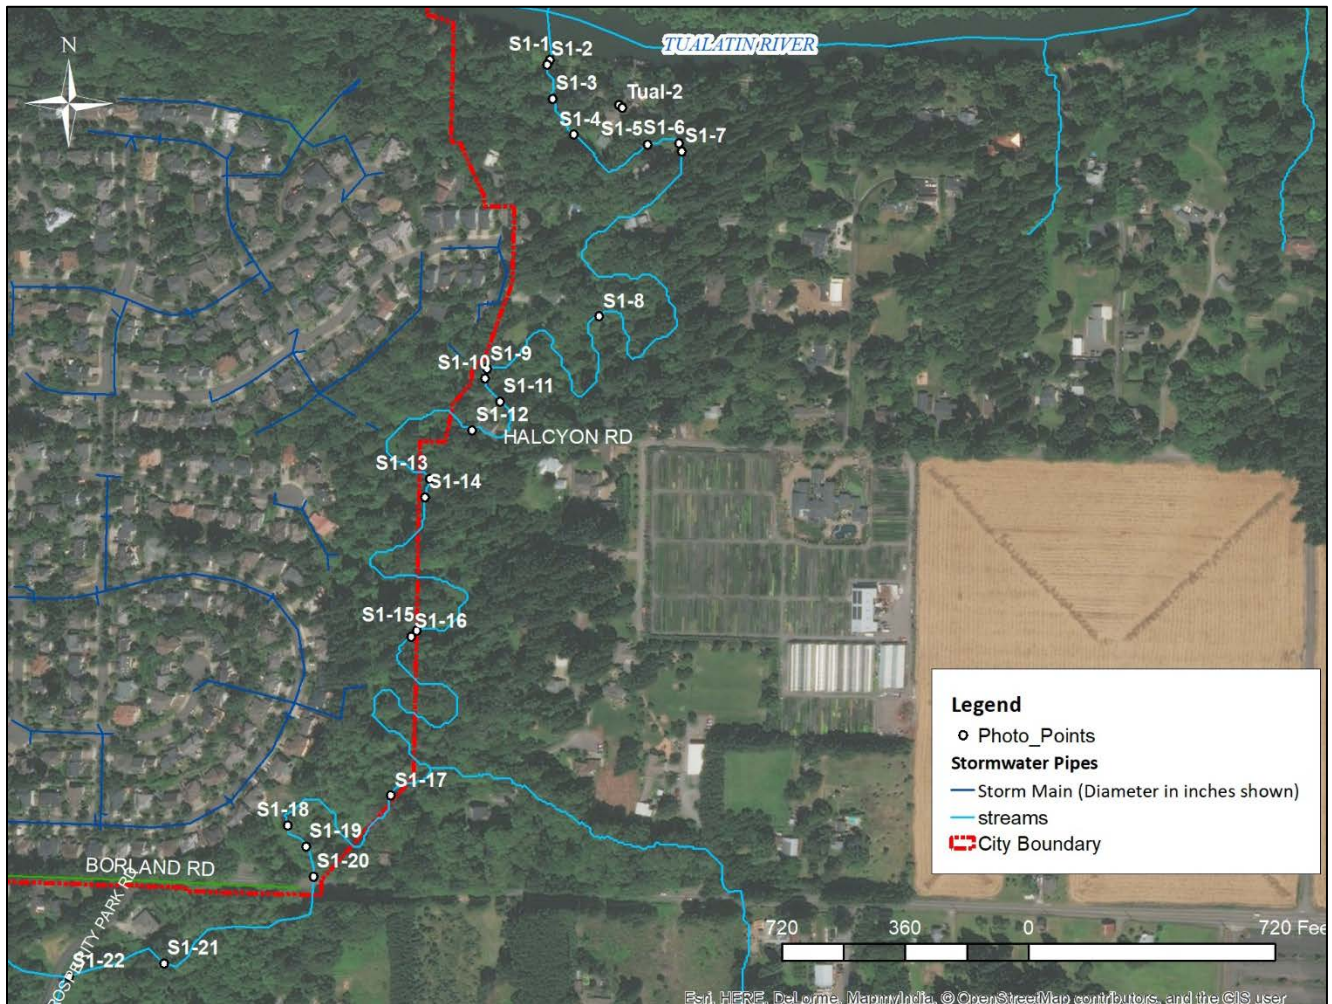 TUALATIN RIVER
N
S1-1
S1-2
S1-3
Tual-2
S1-4
S1-5
S1-6
S1-7
S1-8
S1-9
S1-10
S1-11
S1-12
HALCYON RD
S1-13
S1-14
S1-15
S1-16
S1-17
S1-18
S1-19
S1-20
BORLAND RD
S1-21
S1-22
PARK RD
Legend
Photo_Points
Stormwater Pipes
Storm Main (Diameter in inches shown)
streams
City Boundary
720 360 0 720 Fee
Esri, HERE, DeLorme, MapmyIndia, © OpenStreetMap contributors, and the GIS user